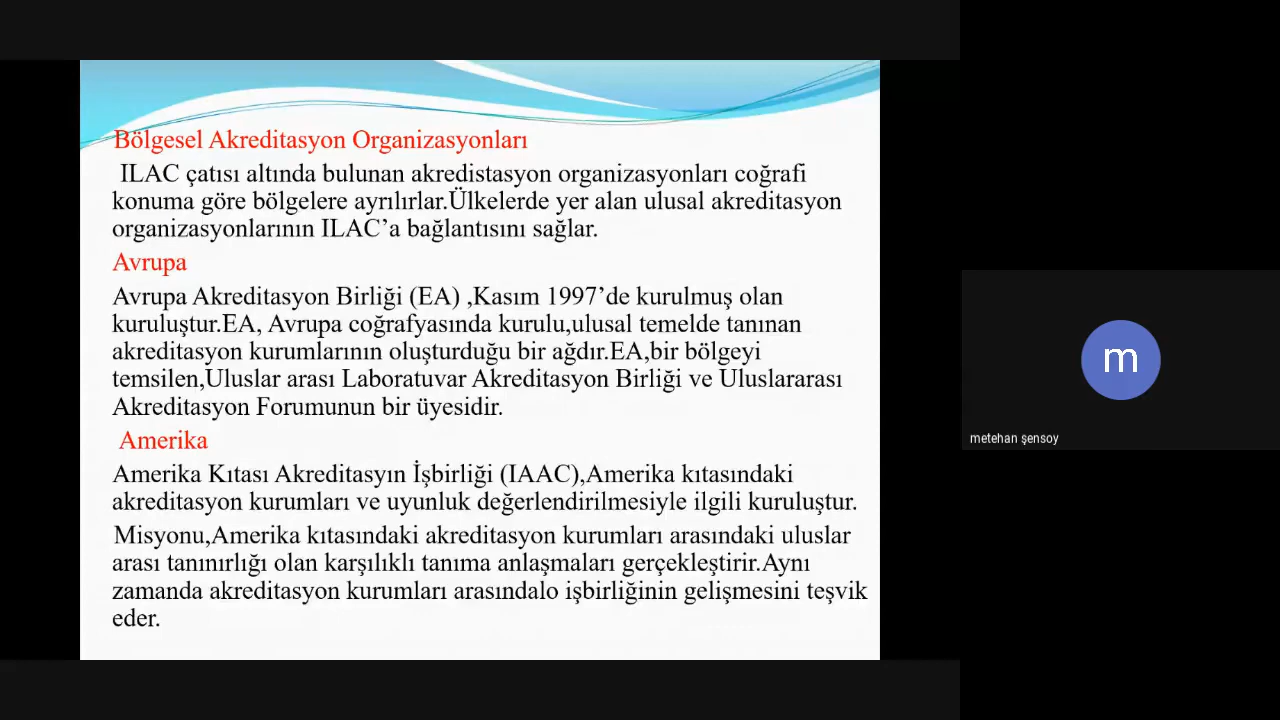 Bölgesel Akreditasyon Organizasyonları
ILAC çatısı altında bulunan akredistasyon organizasyonları coğrafi
konuma göre bölgelere ayrılırlar.Ülkelerde yer alan ulusal akreditasyon
organizasyonlarının ILAC’a bağlantısını sağlar.
Avrupa
Avrupa Akreditasyon Birliği (EA) ,Kasım 1997’de kurulmuş olan
kuruluştur.EA, Avrupa coğrafyasında kurulu,ulusal temelde tanınan
akreditasyon kurumlarının oluşturduğu bir ağdır.EA,bir bölgeyi
temsilen,Uluslar arası Laboratuvar Akreditasyon Birliği ve Uluslararası
Akreditasyon Forumunun bir üyesidir.
Amerika
Amerika Kıtası Akreditasyın İşbirliği (IAAC),Amerika kıtasındaki
akreditasyon kurumları ve uyunluk değerlendirilmesiyle ilgili kuruluştur.
Misyonu,Amerika kıtasındaki akreditasyon kurumları arasındaki uluslar
arası tanınırlığı olan karşılıklı tanıma anlaşmaları gerçekleştirir.Aynı
zamanda akreditasyon kurumları arasındalo işbirliğinin gelişmesini teşvik
eder.
m
metehan şensoy